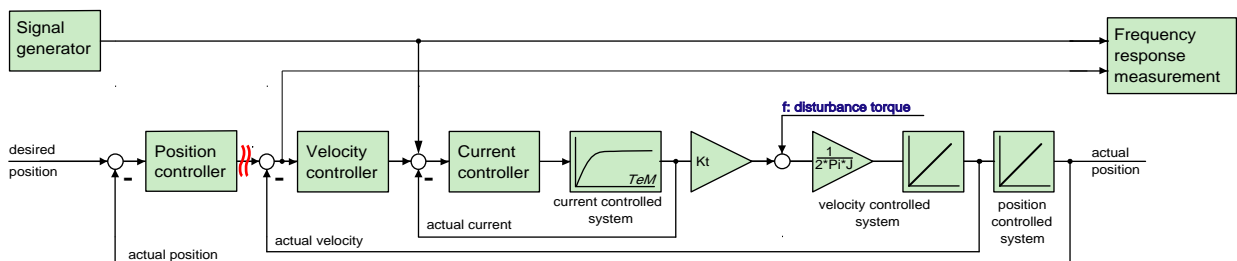 Signal
generator
Frequency
response
measurement
f: disturbance torque
desired
position
Position
controller
Velocity
controller
Current
controller
TeM
Kt
1
2*Pi*J
actual
position
-
-
-
current controlled
system
velocity controlled
system
position
controlled
system
actual current
actual velocity
actual position